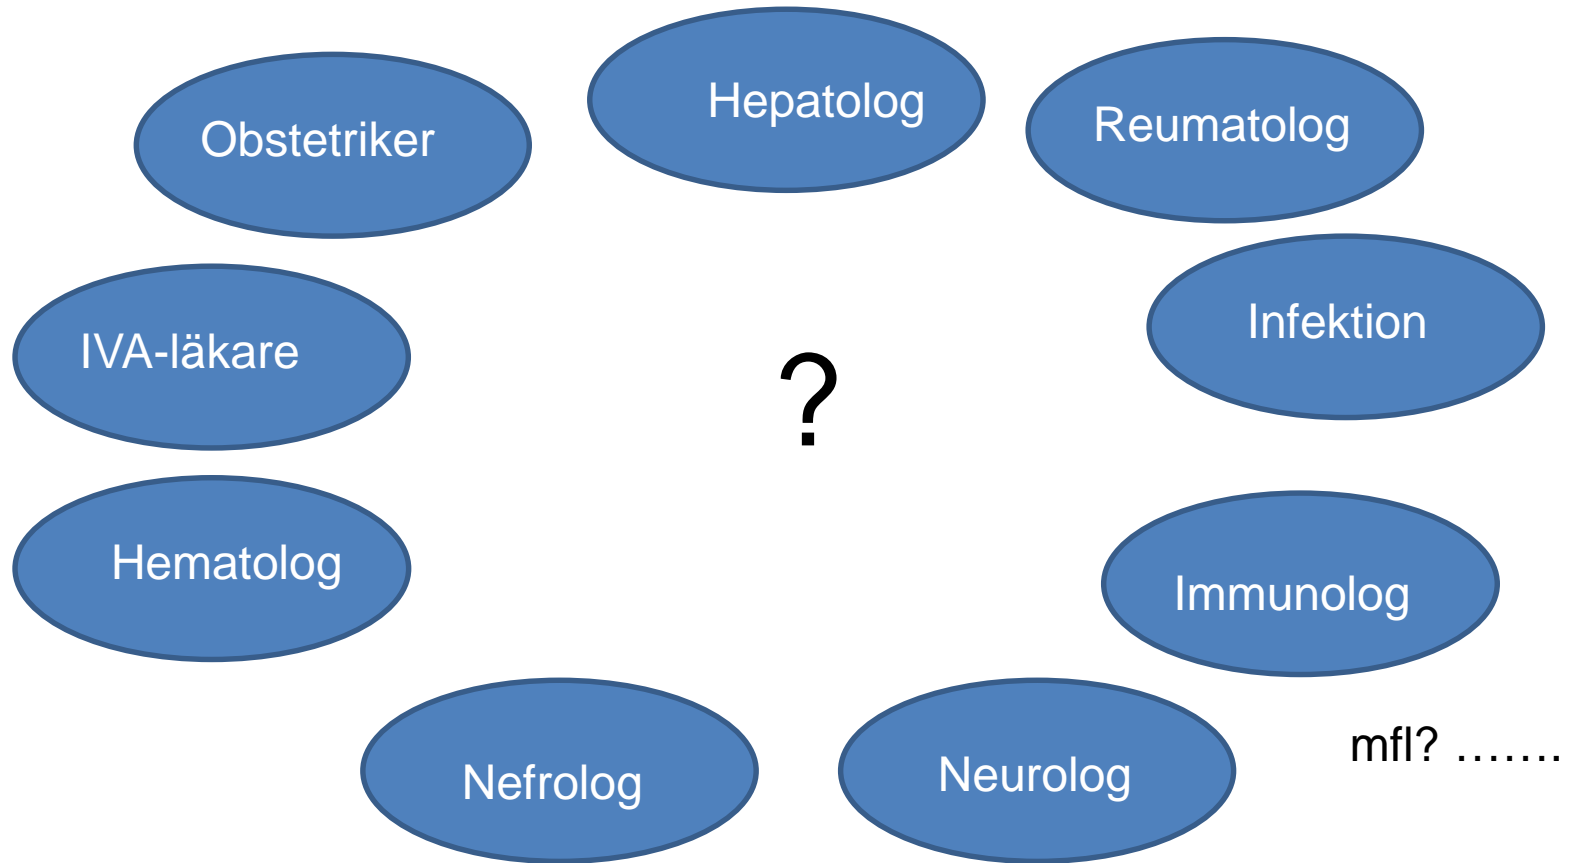 Hepatolog
Reumatolog
Obstetriker
Infektion
IVA-läkare
?
Hematolog
Immunolog
mfl? …….
Nefrolog
Neurolog